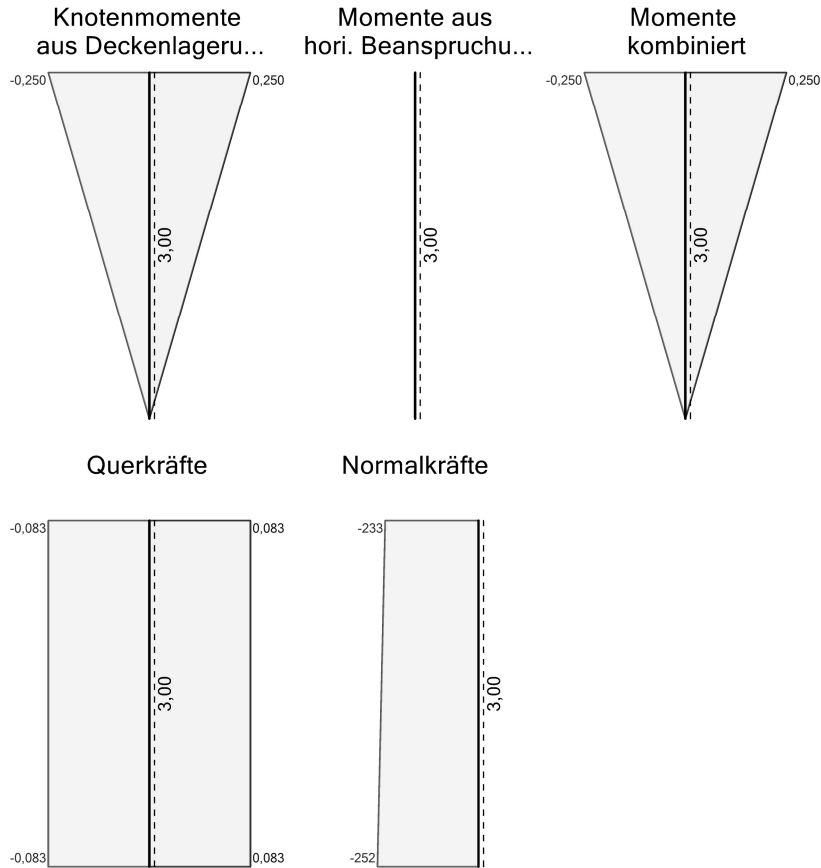 Knotenmomente
aus Deckenlageru...
Momente aus
hori. Beanspruchu...
Momente
kombiniert
-0,250
0,250
3,00
3,00
-0,250
0,250
3,00
Querkräfte
Normalkräfte
-0,083
0,083
3,00
-0,083
0,083
-233
3,00
-252